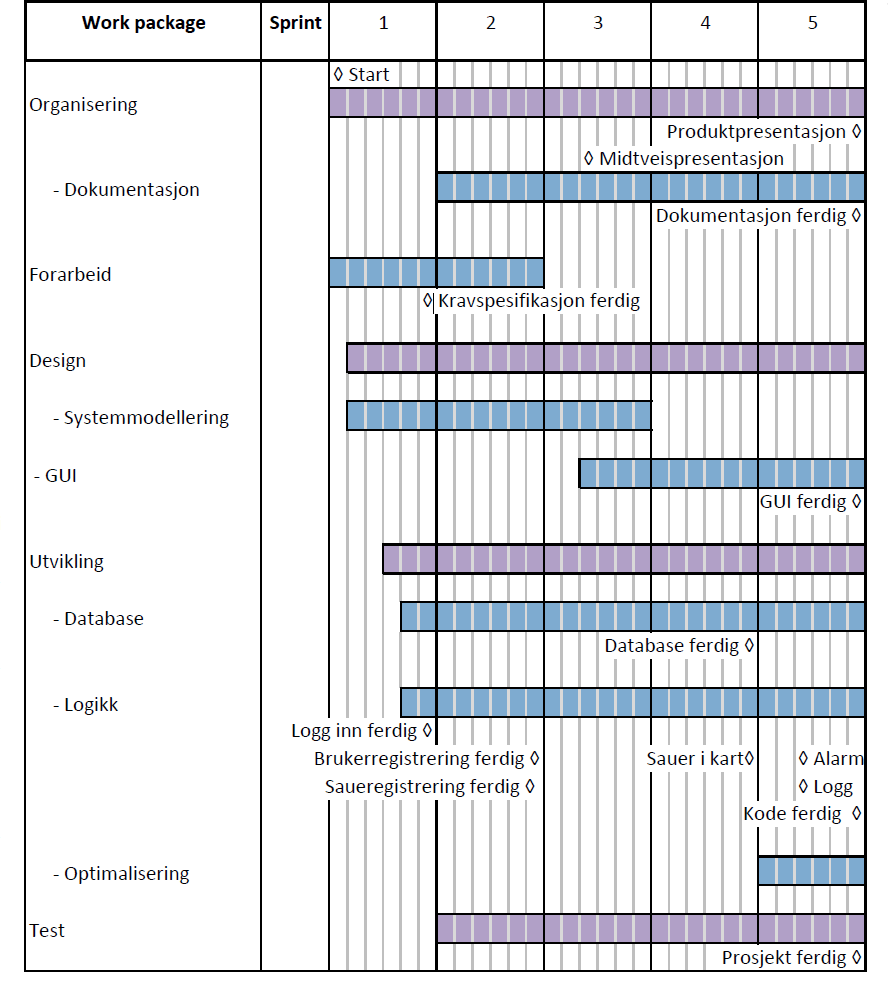 Work package Sprint 1 2 3 4 5
◊ Start
Organisering
Produktpresentasjon ◊
◊ Midtveispresentasjon
- Dokumentasjon
Dokumentasjon ferdig ◊
Forarbeid
◊ Kravspesifikasjon ferdig
Design
- Systemmodellering
- GUI
GUI ferdig ◊
Utvikling
- Database
Database ferdig ◊
- Logikk
Logg inn ferdig ◊
Brukerregistrering ferdig ◊ Sauer i kart◊ ◊ Alarm
Saueregistrering ferdig ◊ ◊ Logg
Kode ferdig ◊
- Optimalisering
Test
Prosjekt ferdig ◊